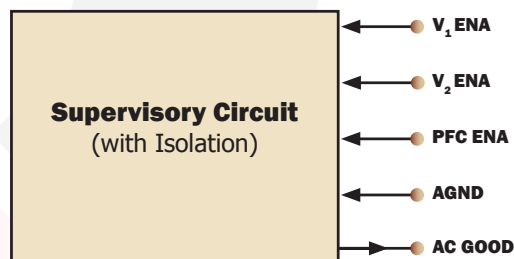 Supervisory Circuit
(with Isolation)
V₁ ENA
V₂ ENA
PFC ENA
AGND
AC GOOD